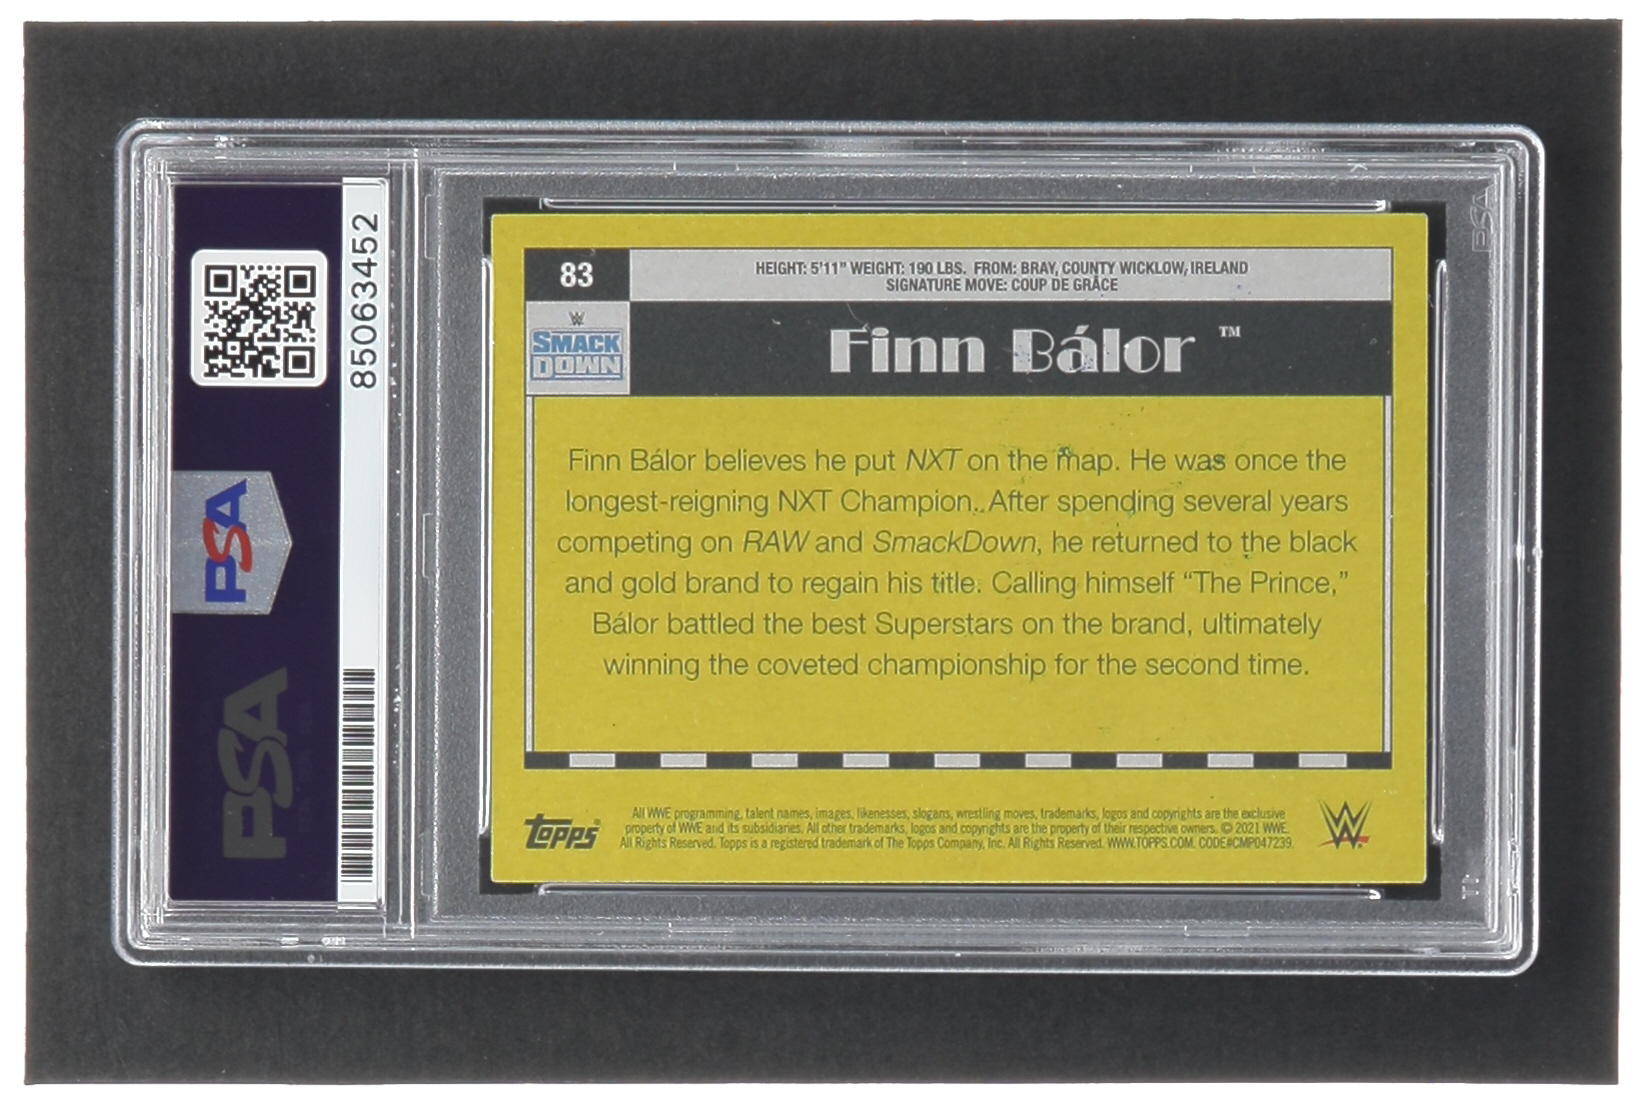 PSA
85063452
PSA
83
HEIGHT: 5'11" WEIGHT: 190 LBS. FROM: BRAY, COUNTY WICKLOW, IRELAND
SIGNATURE MOVE: COUP DE GRÂCE
W
SMACK
DOWN
Finn Bálor ™
Finn Bálor believes he put NXT on the map. He was once the
longest-reigning NXT Champion. After spending several years
competing on RAW and SmackDown, he returned to the black
and gold brand to regain his title. Calling himself “The Prince,”
Bálor battled the best Superstars on the brand, ultimately
winning the coveted championship for the second time.
Topps®
All WWE programming, talent names, images, likenesses, slogans, wrestling moves, trademarks, logos and copyrights are the exclusive
property of WWE and its subsidiaries. All other trademarks, logos and copyrights are the property of their respective owners. © 2021 WWE.
All Rights Reserved. Topps is a registered trademark of The Topps Company, Inc. All Rights Reserved. WWW.TOPPS.COM. CODE#CMP047239.
W
PSA